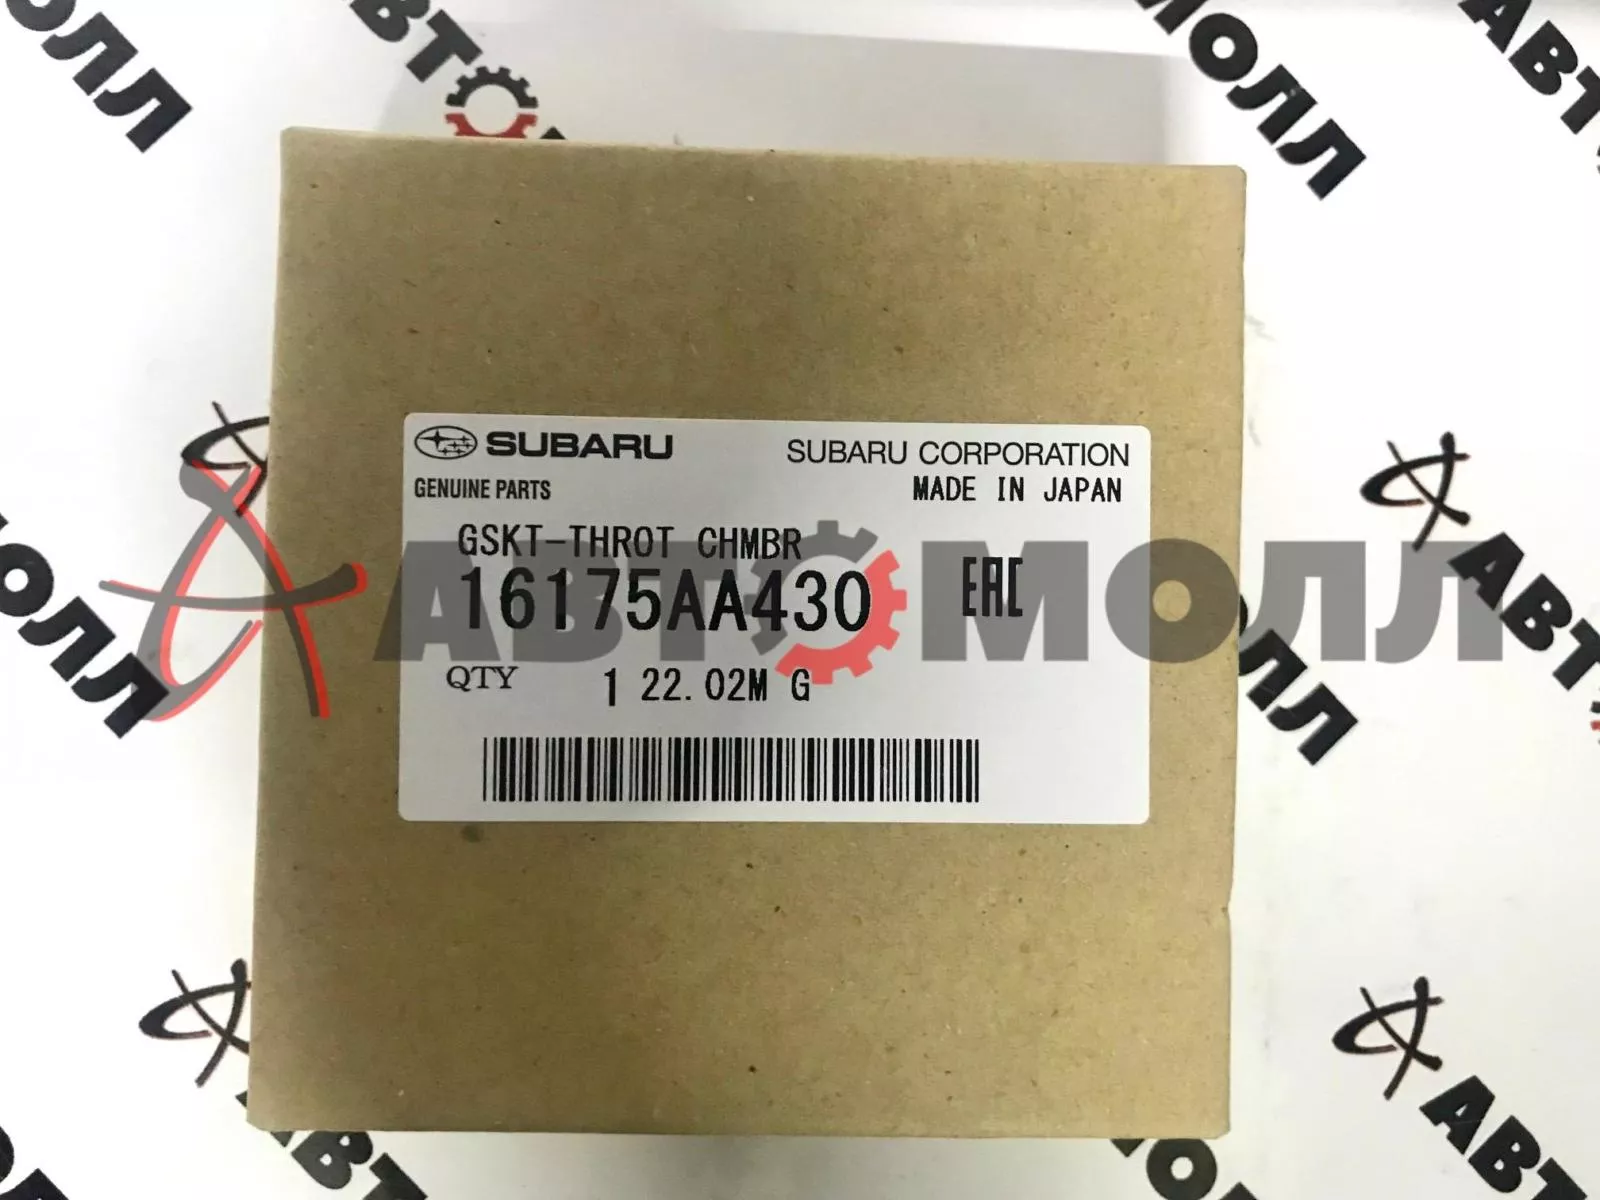 SUBARU SUBARU CORPORATION
GENUINE PARTS MADE IN JAPAN
GSKT-THROT CHMBR
16175AA430 EAC
QTY 1 22.02M G
АВТОМОЛЛ